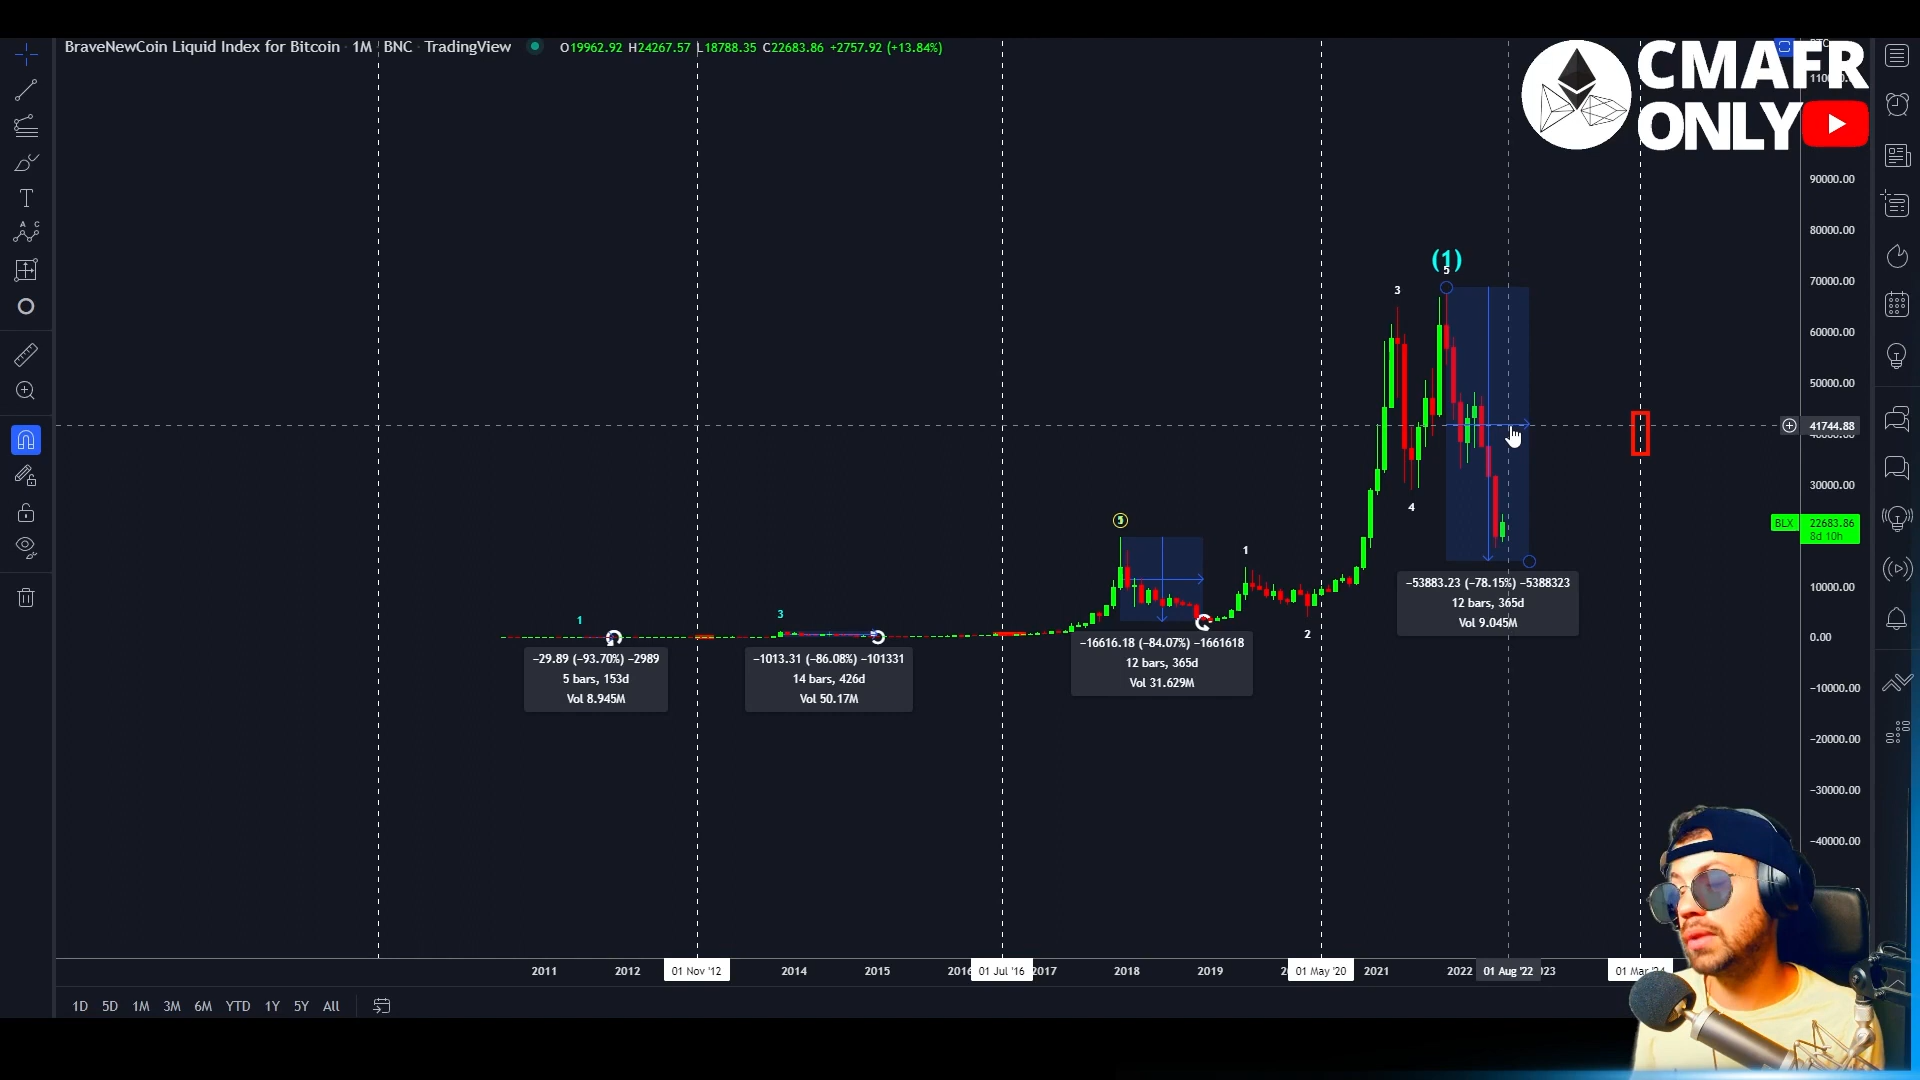 BraveNewCoin Liquid Index for Bitcoin · 1M · BNC · TradingView
O19962.92 H24267.57 L18788.35 C22683.86 +2757.92 (+13.84%)
CMAFR
ONLY
90000.00
80000.00
70000.00
60000.00
50000.00
41744.88
30000.00
BLX 22683.86
8d 10h
10000.00
0.00
−10000.00
−20000.00
−30000.00
−40000.00
(1)
5
3
4
5
1
2
1
3
−53883.23 (−78.15%) −5388323
12 bars, 365d
Vol 9.045M
−16616.18 (−84.07%) −1661618
12 bars, 365d
Vol 31.629M
−29.89 (−93.70%) −2989
5 bars, 153d
Vol 8.945M
−1013.31 (−86.08%) −101331
14 bars, 426d
Vol 50.17M
2011 2012 01 Nov '12 2014 2015 2016 01 Jul '16 2017 2018 2019 01 May '20 2021 2022 01 Aug '22
1D 5D 1M 3M 6M YTD 1Y 5Y All